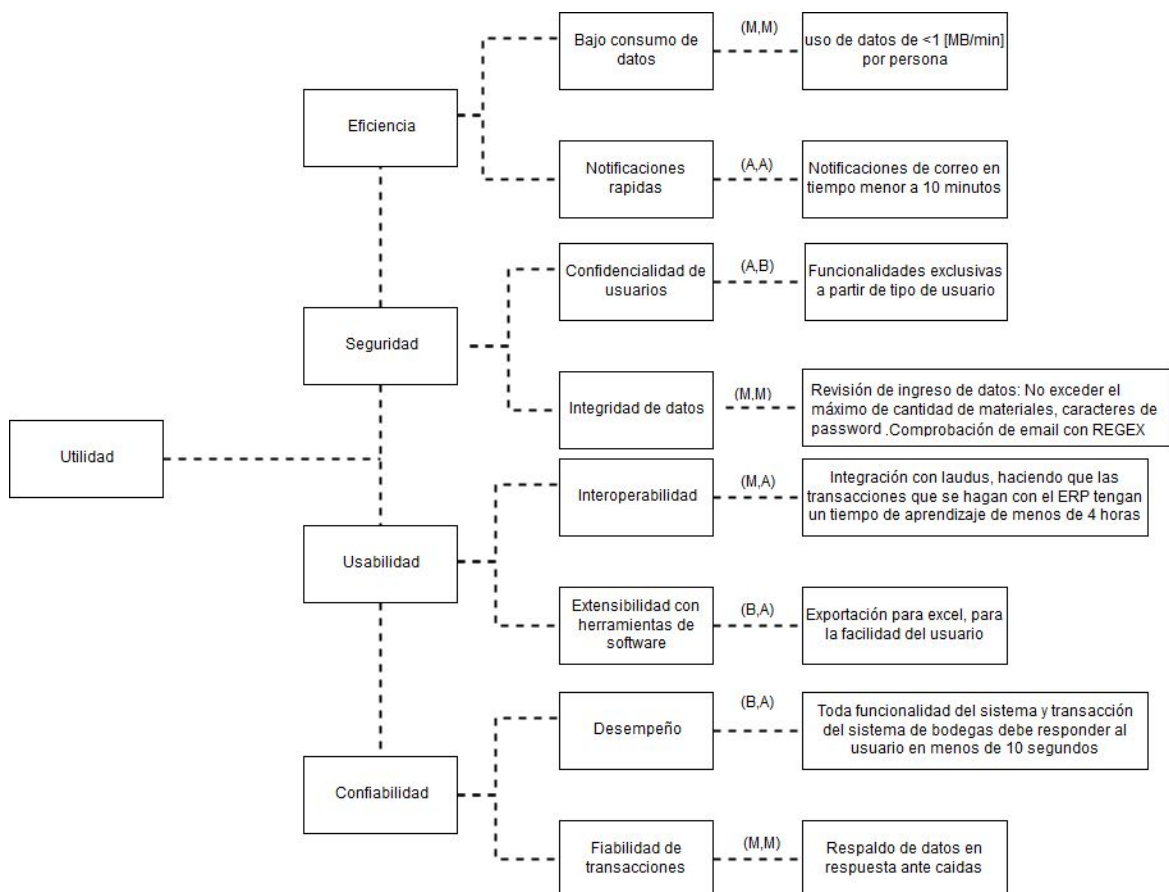 Bajo consumo de
datos
(M,M)
uso de datos de <1 [MB/min]
por persona
Eficiencia
Notificaciones
rapidas
(A,A)
Notificaciones de correo en
tiempo menor a 10 minutos
Confidencialidad de
usuarios
(A,B)
Funcionalidades exclusivas
a partir de tipo de usuario
Seguridad
Integridad de datos
(M,M)
Revisión de ingreso de datos: No exceder el
máximo de cantidad de materiales, caracteres de
password .Comprobación de email con REGEX
Utilidad
Interoperabilidad
(M,A)
Integración con laudus, haciendo que las
transacciones que se hagan con el ERP tengan
un tiempo de aprendizaje de menos de 4 horas
Usabilidad
Extensibilidad con
herramientas de
software
(B,A)
Exportación para excel, para
la facilidad del usuario
Desempeño
(B,A)
Toda funcionalidad del sistema y transacción
del sistema de bodegas debe responder al
usuario en menos de 10 segundos
Confiabilidad
Fiabilidad de
transacciones
(M,M)
Respaldo de datos en
respuesta ante caidas